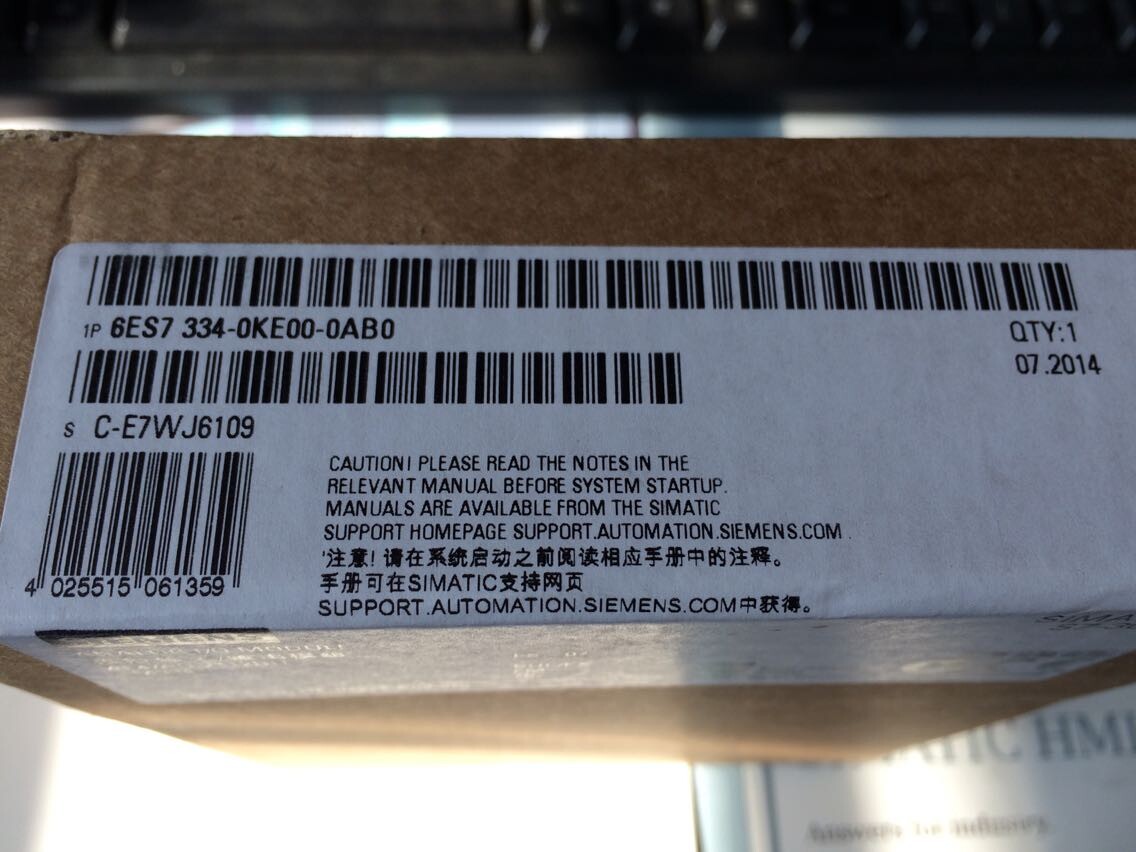 1P 6ES7 334-0KE00-0AB0
QTY:1
07.2014
S C-E7WJ6109
4 025515 061359
CAUTION! PLEASE READ THE NOTES IN THE
RELEVANT MANUAL BEFORE SYSTEM STARTUP.
MANUALS ARE AVAILABLE FROM THE SIMATIC
SUPPORT HOMEPAGE SUPPORT.AUTOMATION.SIEMENS.COM .
'注意! 请在系统启动之前阅读相应手册中的注释。
手册可在SIMATIC支持网页
SUPPORT.AUTOMATION.SIEMENS.COM中获得。
HMI
Answers for industry.